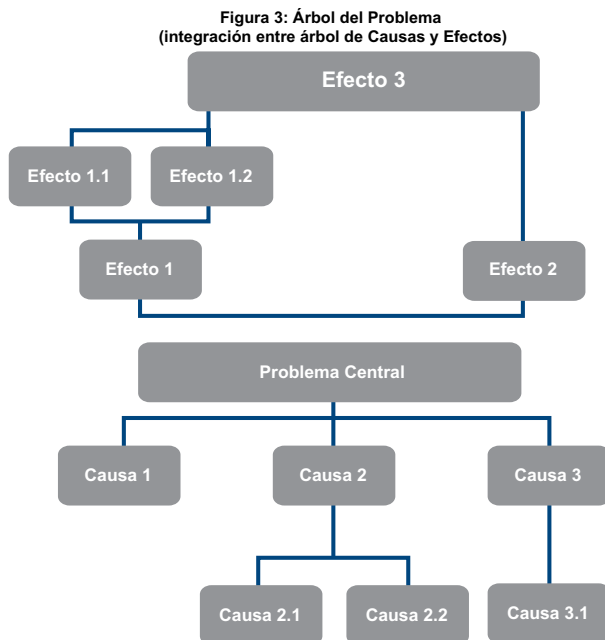 Figura 3: Árbol del Problema
(integración entre árbol de Causas y Efectos)
Efecto 3
Efecto 1.1
Efecto 1.2
Efecto 1
Efecto 2
Problema Central
Causa 1
Causa 2
Causa 3
Causa 2.1
Causa 2.2
Causa 3.1